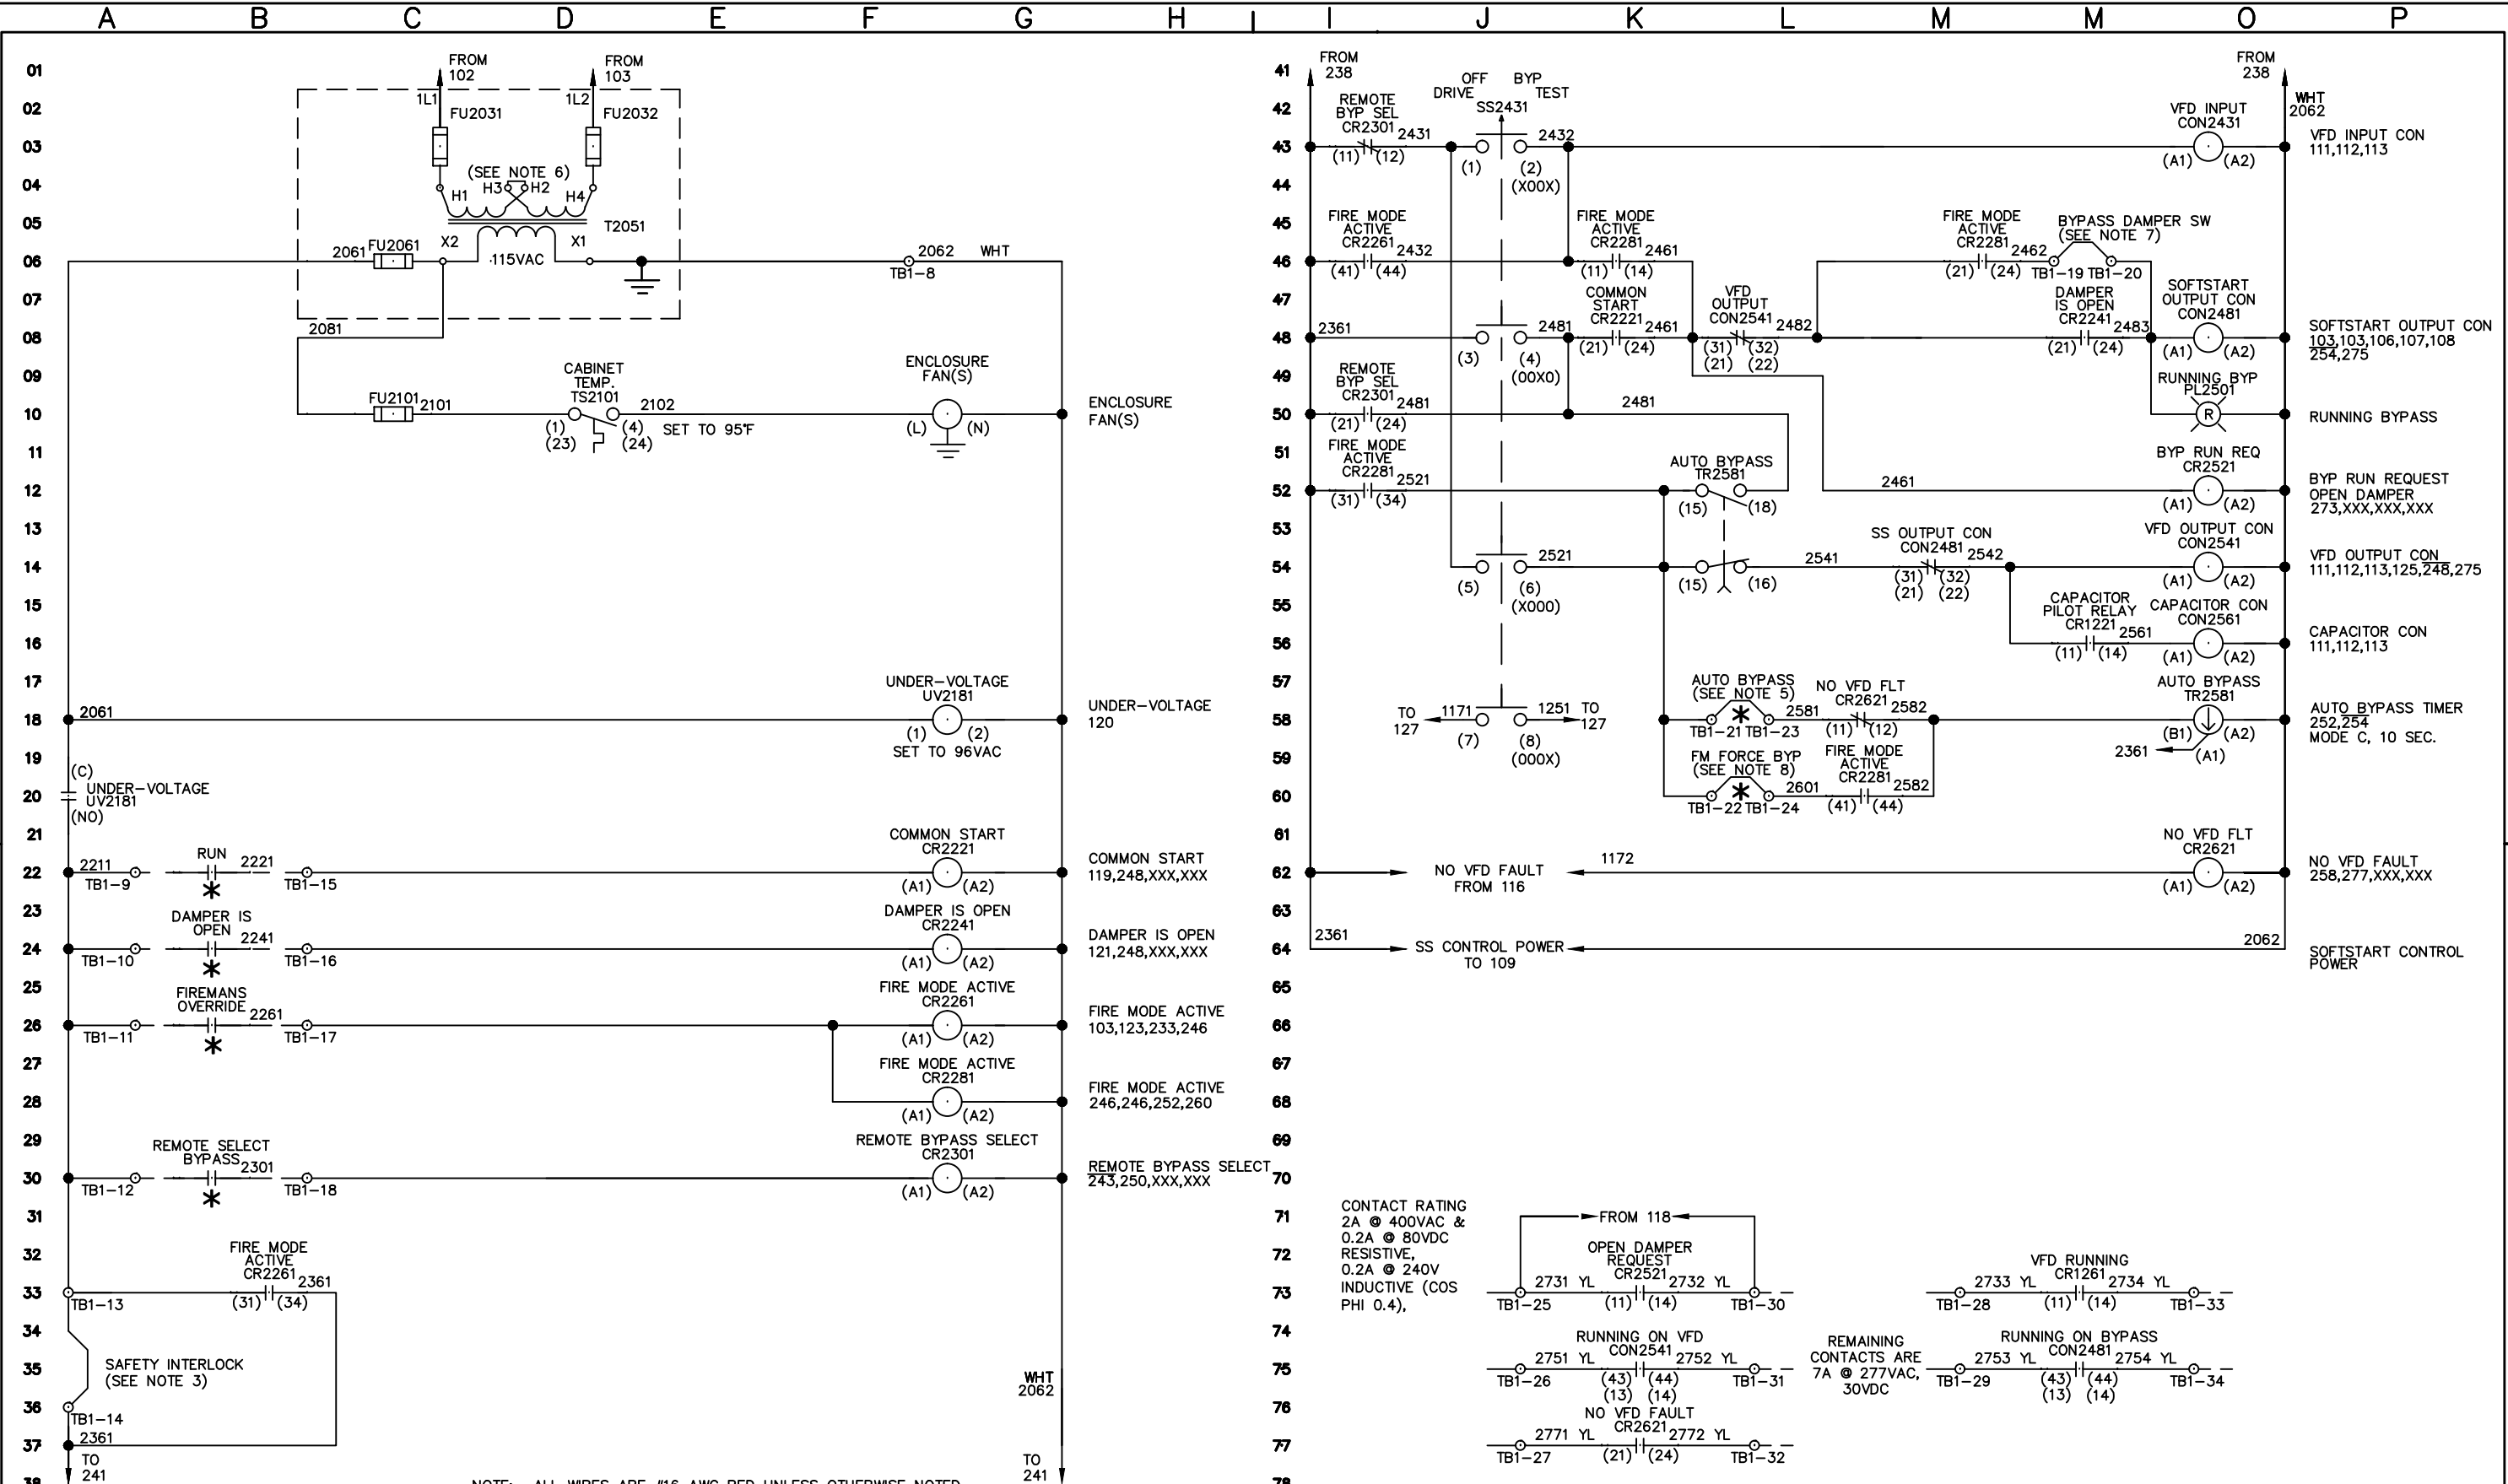 A B C D E F G H I J K L M M O P
01
FROM
102
FROM
103
1L1
1L2
02
FU2031
FU2032
03
(SEE NOTE 6)
04
H1
H3
H2
H4
05
T2051
06
2061
FU2061
X2
X1
115VAC
2062
WHT
TB1-8
07
08
2081
09
CABINET
TEMP.
TS2101
ENCLOSURE
FAN(S)
10
FU2101
2101
2102
(1)
(23)
(4)
(24)
SET TO 95°F
(L)
(N)
ENCLOSURE
FAN(S)
11
12
13
14
15
16
17
UNDER-VOLTAGE
UV2181
18
2061
(1)
(2)
SET TO 96VAC
UNDER-VOLTAGE
120
19
(C)
20
UNDER-VOLTAGE
UV2181
(NO)
21
RUN
COMMON START
CR2221
22
2211
TB1-9
2221
TB1-15
(A1)
(A2)
COMMON START
119,248,XXX,XXX
23
DAMPER IS
OPEN
DAMPER IS OPEN
CR2241
24
TB1-10
2241
TB1-16
(A1)
(A2)
DAMPER IS OPEN
121,248,XXX,XXX
25
FIREMANS
OVERRIDE
FIRE MODE ACTIVE
CR2261
26
TB1-11
2261
TB1-17
(A1)
(A2)
FIRE MODE ACTIVE
103,123,233,246
27
FIRE MODE ACTIVE
CR2281
28
(A1)
(A2)
FIRE MODE ACTIVE
246,246,252,260
29
REMOTE SELECT
BYPASS
REMOTE BYPASS SELECT
CR2301
30
TB1-12
2301
TB1-18
(A1)
(A2)
REMOTE BYPASS SELECT
243,250,XXX,XXX
31
32
FIRE MODE
ACTIVE
CR2261
2361
33
TB1-13
(31)
(34)
34
35
SAFETY INTERLOCK
(SEE NOTE 3)
WHT
2062
36
TB1-14
37
2361
TO
241
TO
241
38
NOTE: ALL WIRES ARE #16 AWG RED UNLESS OTHERWISE NOTED
41
FROM
238
OFF BYP
DRIVE TEST
FROM
238
42
REMOTE
BYP SEL
CR2301
2431
SS2431
2432
VFD INPUT
CON2431
WHT
2062
43
(11)
(12)
(1)
(2)
(X00X)
(A1)
(A2)
VFD INPUT CON
111,112,113
44
45
FIRE MODE
ACTIVE
CR2261
2432
FIRE MODE
ACTIVE
CR2281
2461
FIRE MODE
ACTIVE
CR2281
2462
BYPASS DAMPER SW
(SEE NOTE 7)
46
(41)
(44)
(11)
(14)
(21)
(24)
TB1-19
TB1-20
47
COMMON
START
CR2221
VFD
OUTPUT
CON2541
DAMPER
IS OPEN
CR2241
SOFTSTART
OUTPUT CON
CON2481
48
2361
2481
2461
2482
2483
(3)
(4)
(00X0)
(21)
(24)
(31)
(32)
(21)
(22)
(21)
(24)
(A1)
(A2)
SOFTSTART OUTPUT CON
103,103,106,107,108
254,275
49
REMOTE
BYP SEL
CR2301
2481
RUNNING BYP
PL2501
50
(21)
(24)
2481
R
RUNNING BYPASS
51
FIRE MODE
ACTIVE
CR2281
2521
AUTO BYPASS
TR2581
BYP RUN REQ
CR2521
52
(31)
(34)
(15)
(18)
2461
(A1)
(A2)
BYP RUN REQUEST
OPEN DAMPER
273,XXX,XXX,XXX
53
SS OUTPUT CON
CON2481
VFD OUTPUT CON
CON2541
54
2521
2541
2542
(5)
(6)
(X000)
(15)
(16)
(31)
(32)
(21)
(22)
(A1)
(A2)
VFD OUTPUT CON
111,112,113,125,248,275
55
CAPACITOR
PILOT RELAY
CR1221
2561
CAPACITOR CON
CON2561
56
(11)
(14)
(A1)
(A2)
CAPACITOR CON
111,112,113
57
AUTO BYPASS
(SEE NOTE 5)
NO VFD FLT
CR2621
AUTO BYPASS
TR2581
58
TO
127
1171
1251
TO
127
(7)
(8)
(000X)
TB1-21
TB1-23
2581
2582
(11)
(12)
(B1)
(A2)
AUTO BYPASS TIMER
252,254
MODE C, 10 SEC.
59
FM FORCE BYP
(SEE NOTE 8)
FIRE MODE
ACTIVE
CR2281
2361
(A1)
60
TB1-22
TB1-24
2601
2582
(41)
(44)
61
NO VFD FLT
CR2621
62
NO VFD FAULT
FROM 116
1172
(A1)
(A2)
NO VFD FAULT
258,277,XXX,XXX
63
64
2361
SS CONTROL POWER
TO 109
2062
SOFTSTART CONTROL
POWER
65
66
67
68
69
70
71
CONTACT RATING
2A @ 400VAC &
0.2A @ 80VDC
RESISTIVE,
0.2A @ 240V
INDUCTIVE (COS
PHI 0.4),
FROM 118
72
OPEN DAMPER
REQUEST
CR2521
VFD RUNNING
CR1261
73
2731 YL
2732 YL
TB1-25
(11)
(14)
TB1-30
2733 YL
2734 YL
TB1-28
(11)
(14)
TB1-33
74
RUNNING ON VFD
CON2541
REMAINING
CONTACTS ARE
7A @ 277VAC,
30VDC
RUNNING ON BYPASS
CON2481
75
2751 YL
2752 YL
TB1-26
(43)
(44)
(13)
(14)
TB1-31
2753 YL
2754 YL
TB1-29
(43)
(44)
(13)
(14)
TB1-34
76
NO VFD FAULT
CR2621
77
2771 YL
2772 YL
TB1-27
(21)
(24)
TB1-32
78